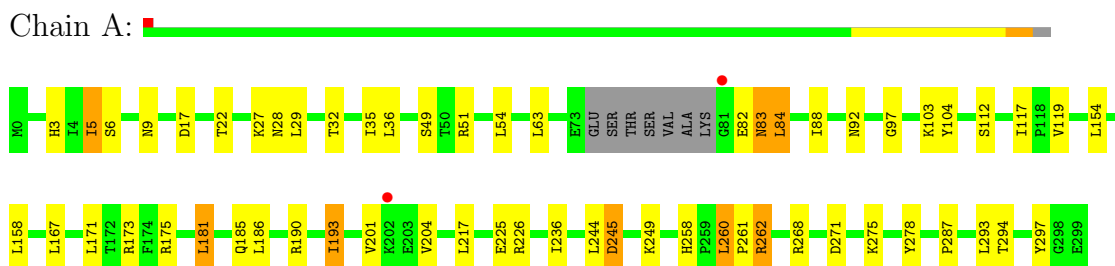 Chain A:
M0 H3 I4 I5 S6 N9 D17 T22 K27 N28 L29 T32 I35 L36 S49 T50 R51 L54 L63 E73 GLU SER THR SER VAL ALA LYS G81 E82 N83 L84 I88 N92 G97 K103 Y104 S112 I117 P118 V119 L154
L158 L167 L171 T172 R173 F174 R175 L181 Q185 L186 R190 I193 V201 K202 E203 V204 L217 E225 R226 I236 L244 D245 K249 H258 P259 L260 P261 R262 R268 D271 K275 Y278 P287 L293 T294 Y297 G298 E299